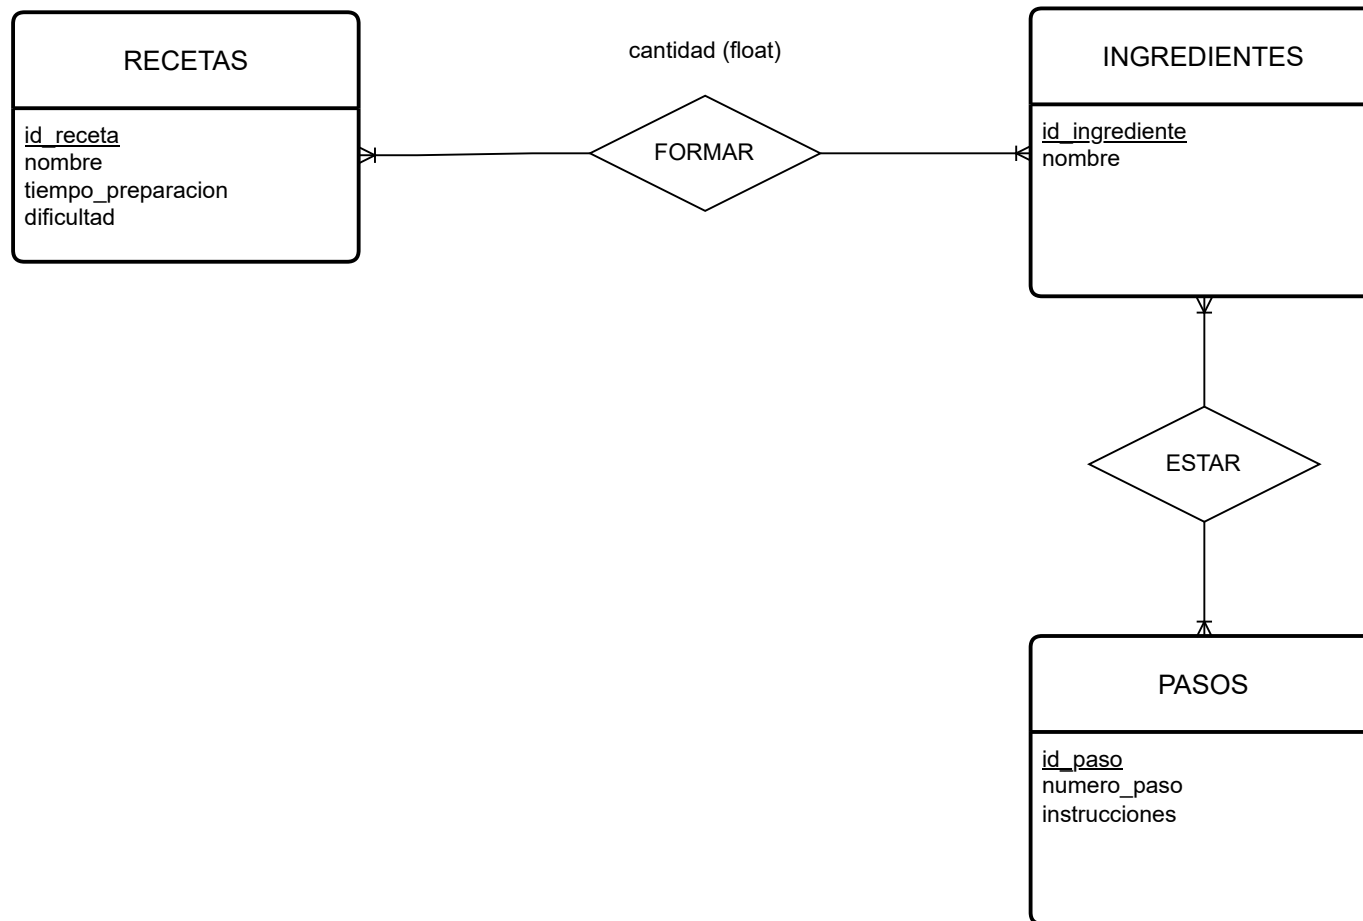 RECETAS
id_receta
nombre
tiempo_preparacion
dificultad
cantidad (float)
FORMAR
INGREDIENTES
id_ingrediente
nombre
ESTAR
PASOS
id_paso
numero_paso
instrucciones